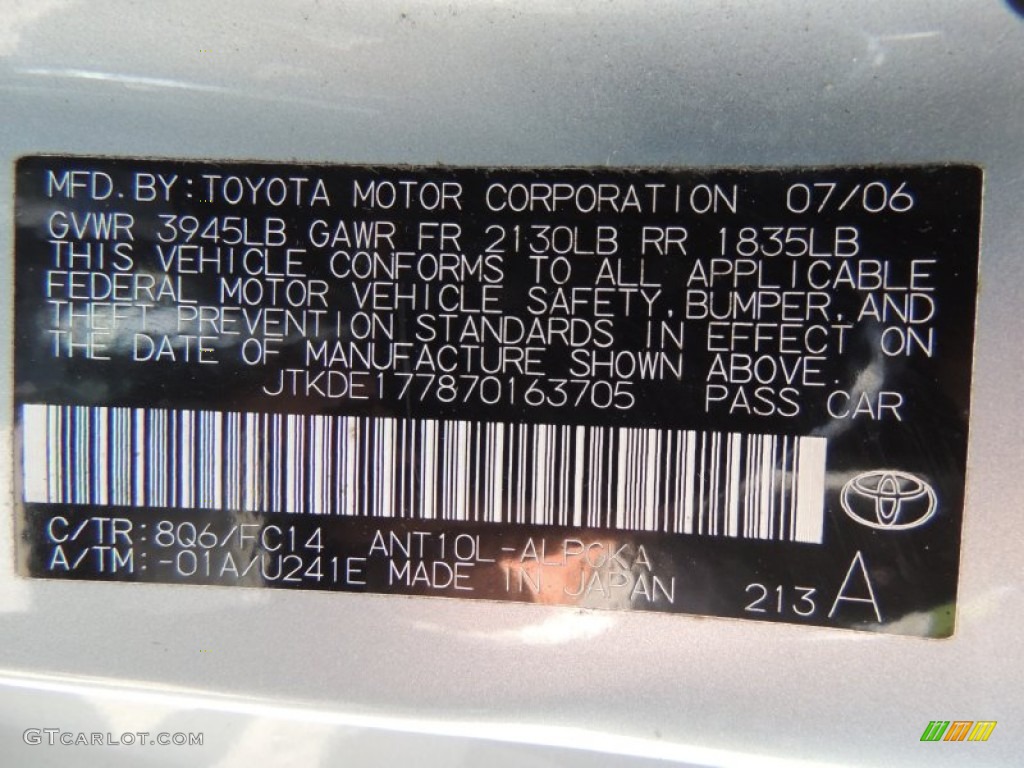 MFD. BY: TOYOTA MOTOR CORPORATION 07/06
GVWR 3945LB GAWR FR 2130LB RR 1835LB
THIS VEHICLE CONFORMS TO ALL APPLICABLE
FEDERAL MOTOR VEHICLE SAFETY, BUMPER, AND
THEFT PREVENTION STANDARDS IN EFFECT ON
THE DATE OF MANUFACTURE SHOWN ABOVE.
JTKDE177870163705 PASS CAR
C/TR: 8Q6/FC14 ANT10L-ALPGKA
A/TM: -01A/U241E MADE IN JAPAN 213 A
GTCARLOT.COM